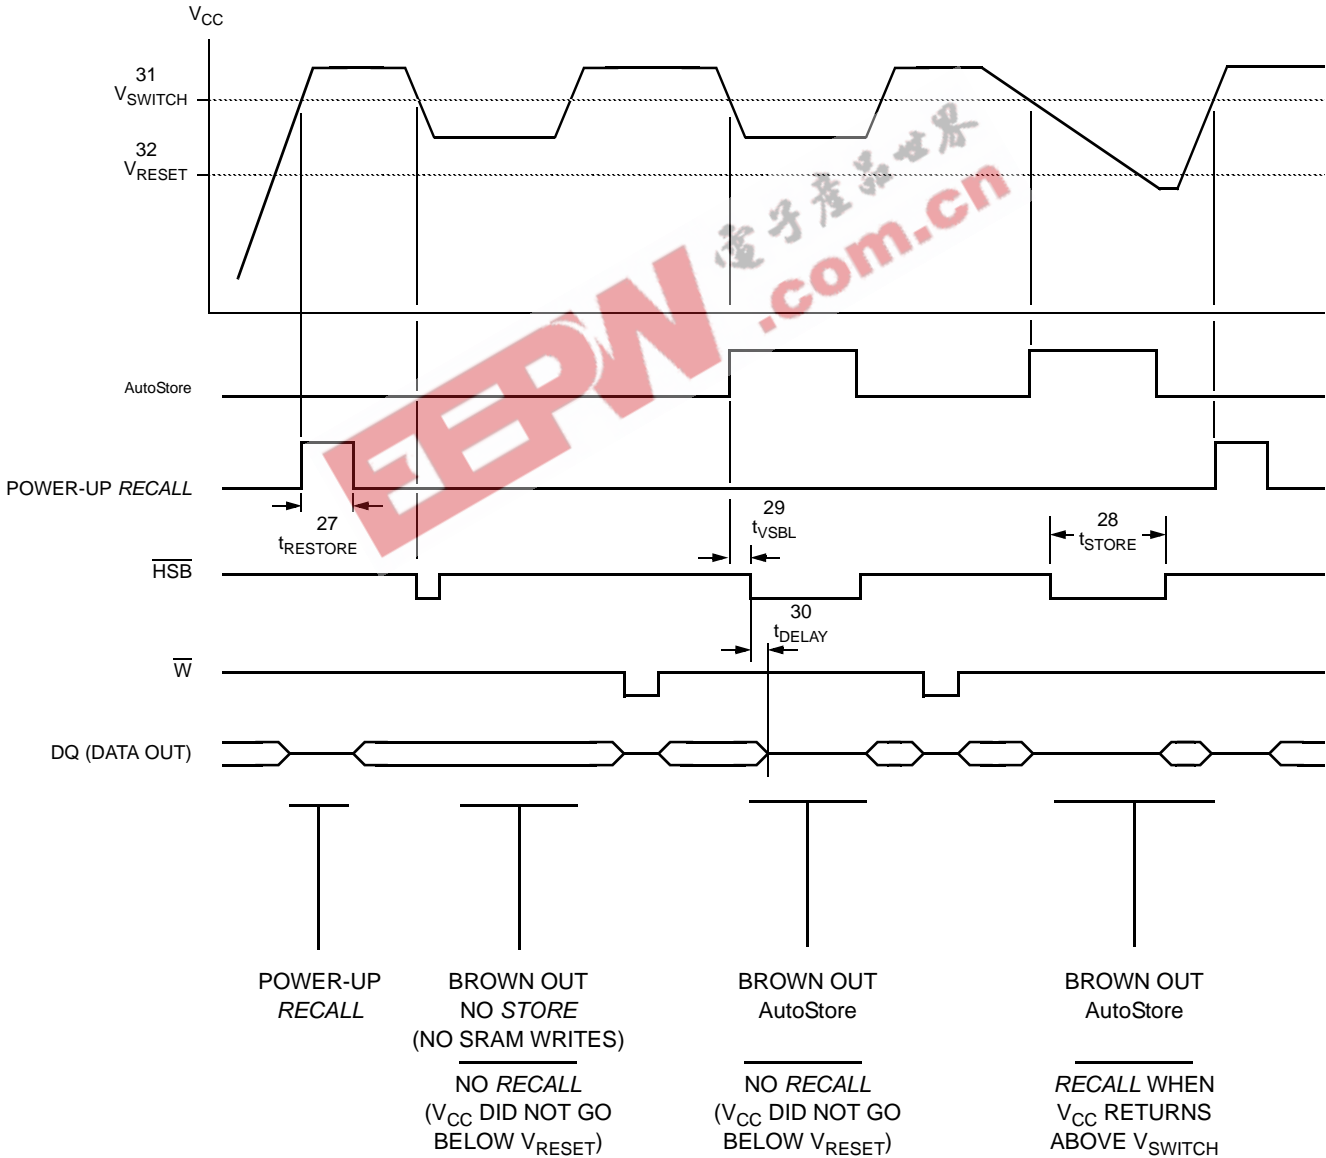 VCC
31
VSWITCH
32
VRESET
電子產品世界
EEPW
.com.cn
AutoStore
POWER-UP RECALL
27
tRESTORE
29
tVSBL
28
tSTORE
HSB
30
tDELAY
W
DQ (DATA OUT)
POWER-UP
RECALL
BROWN OUT
NO STORE
(NO SRAM WRITES)
NO RECALL
(VCC DID NOT GO
BELOW VRESET)
BROWN OUT
AutoStore
NO RECALL
(VCC DID NOT GO
BELOW VRESET)
BROWN OUT
AutoStore
RECALL WHEN
VCC RETURNS
ABOVE VSWITCH